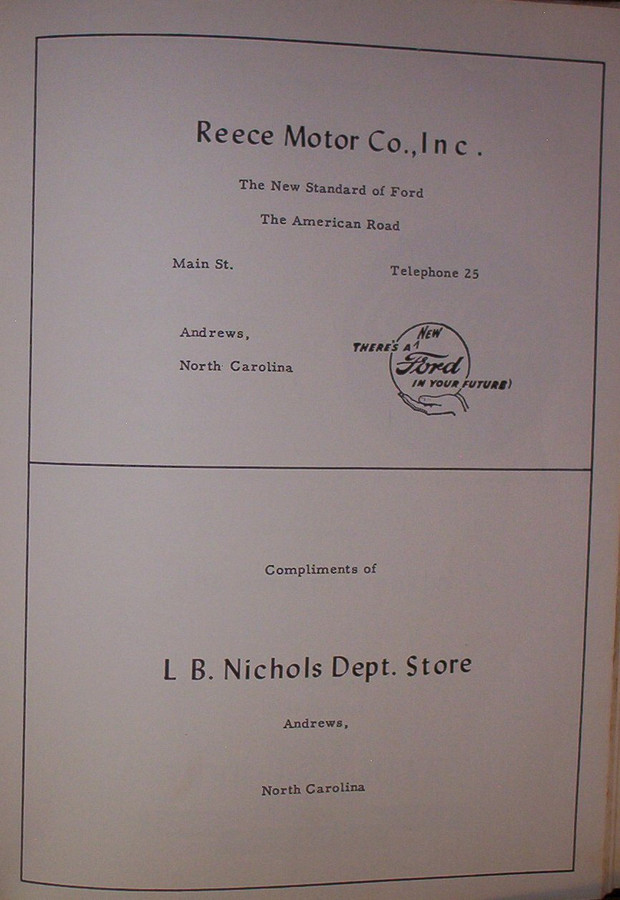 Reece Motor Co.,Inc.
The New Standard of Ford
The American Road
Main St.
Telephone 25
Andrews,
North Carolina
NEW
THERE'S A
Ford
IN YOUR FUTURE!
Compliments of
L B. Nichols Dept. Store
Andrews,
North Carolina